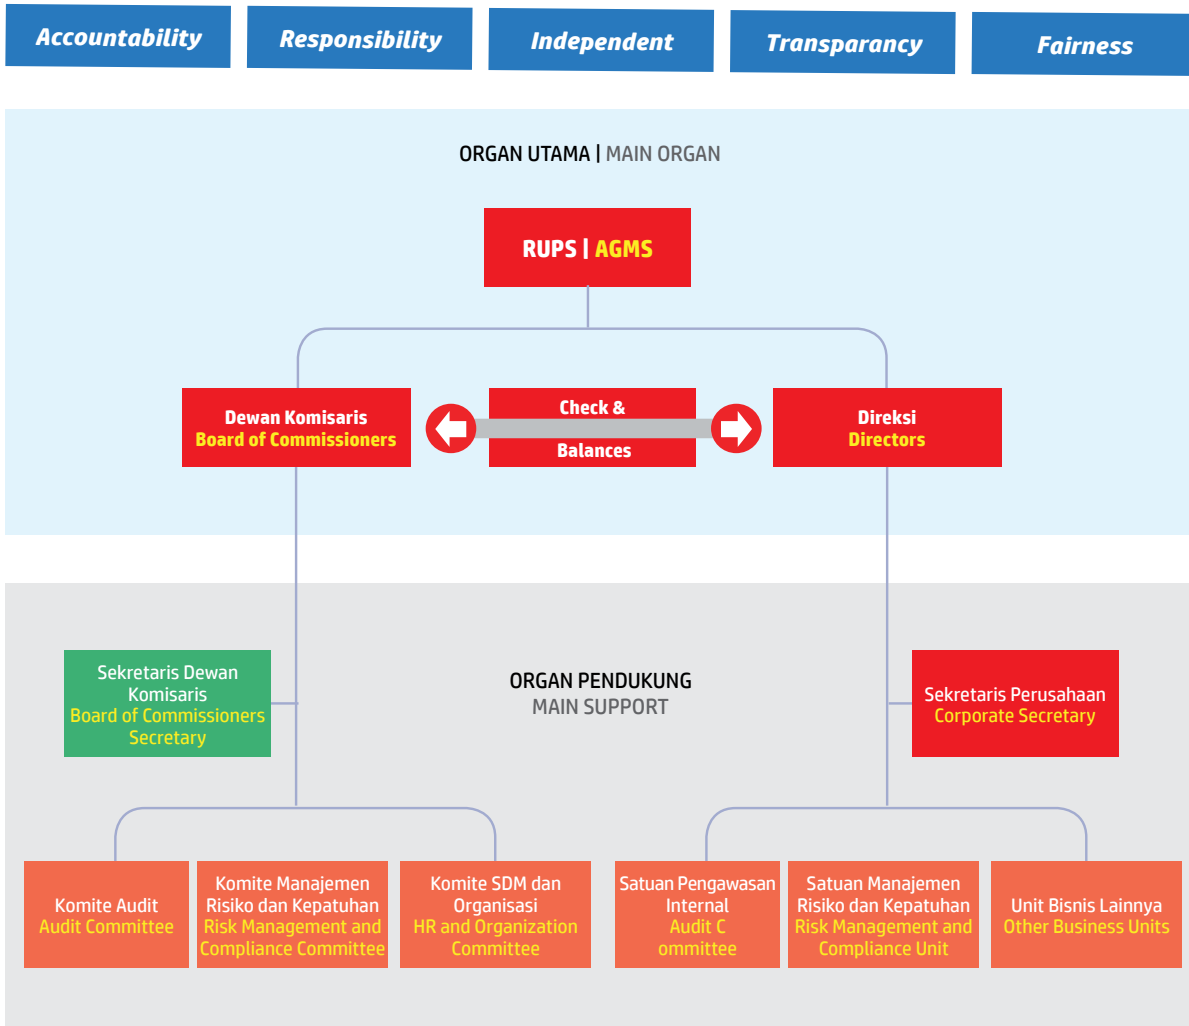 Accountability
Responsibility
Independent
Transparancy
Fairness
ORGAN UTAMA | MAIN ORGAN
RUPS | AGMS
Dewan Komisaris
Board of Commissioners
Check &
Balances
Direksi
Directors
Sekretaris Dewan
Komisaris
Board of Commissioners
Secretary
ORGAN PENDUKUNG
MAIN SUPPORT
Sekretaris Perusahaan
Corporate Secretary
Komite Audit
Audit Committee
Komite Manajemen
Risiko dan Kepatuhan
Risk Management and
Compliance Committee
Komite SDM dan
Organisasi
HR and Organization
Committee
Satuan Pengawasan
Internal
Audit C
ommittee
Satuan Manajemen
Risiko dan Kepatuhan
Risk Management and
Compliance Unit
Unit Bisnis Lainnya
Other Business Units